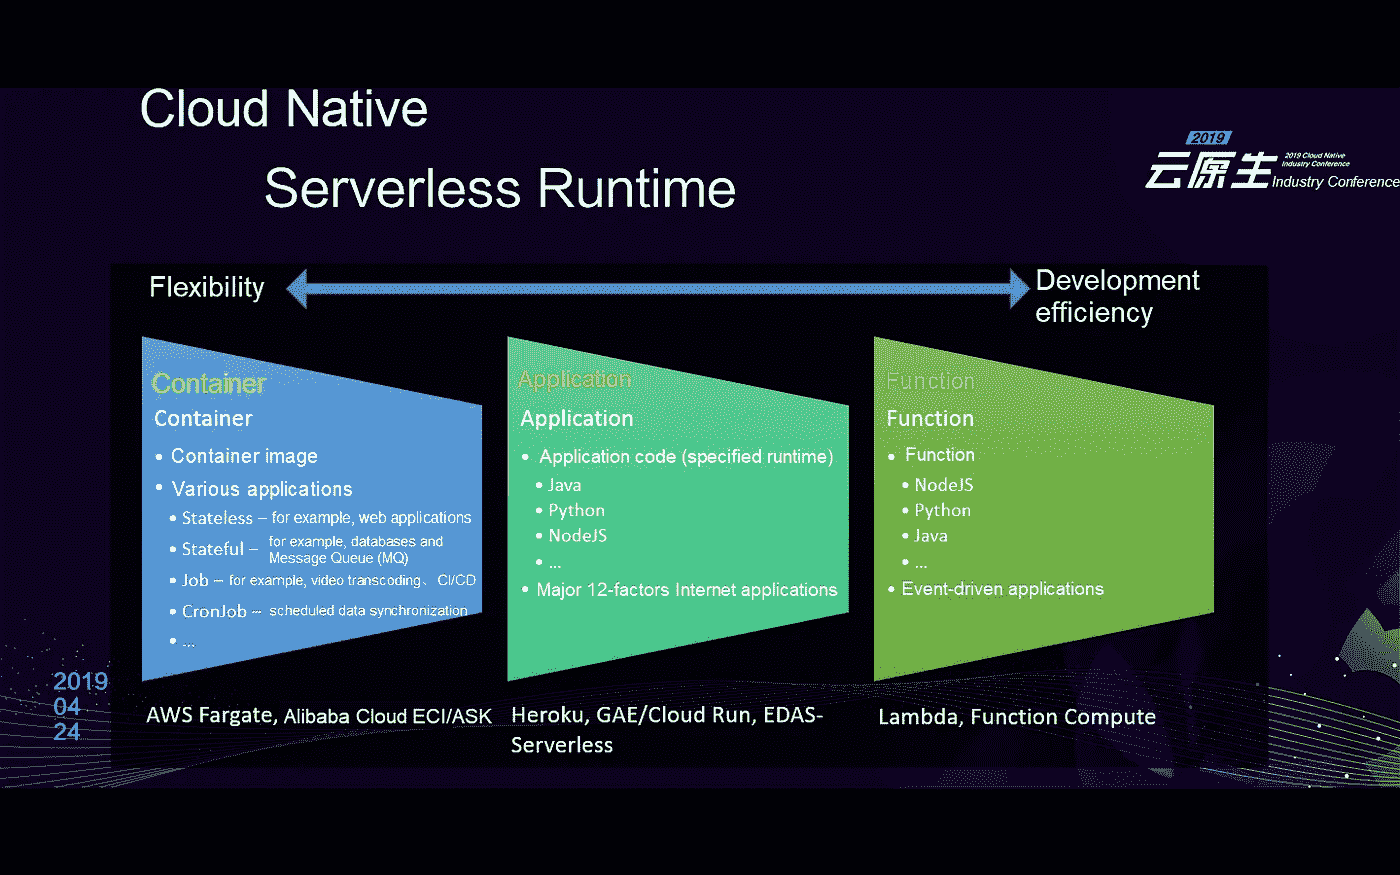 Cloud Native
Serverless Runtime
2019
云原生
2019 Cloud Native
Industry Conference
Industry Conference
Flexibility
Development
efficiency
Container
Container
• Container image
• Various applications
• Stateless – for example, web applications
• Stateful – for example, databases and
Message Queue (MQ)
• Job – for example, video transcoding、 CI/CD
• CronJob – scheduled data synchronization
• ...
AWS Fargate, Alibaba Cloud ECI/ASK
Application
Application
• Application code (specified runtime)
• Java
• Python
• NodeJS
• ...
• Major 12-factors Internet applications
Heroku, GAE/Cloud Run, EDAS-
Serverless
Function
Function
• Function
• NodeJS
• Python
• Java
• ...
• Event-driven applications
Lambda, Function Compute
2019
04
24